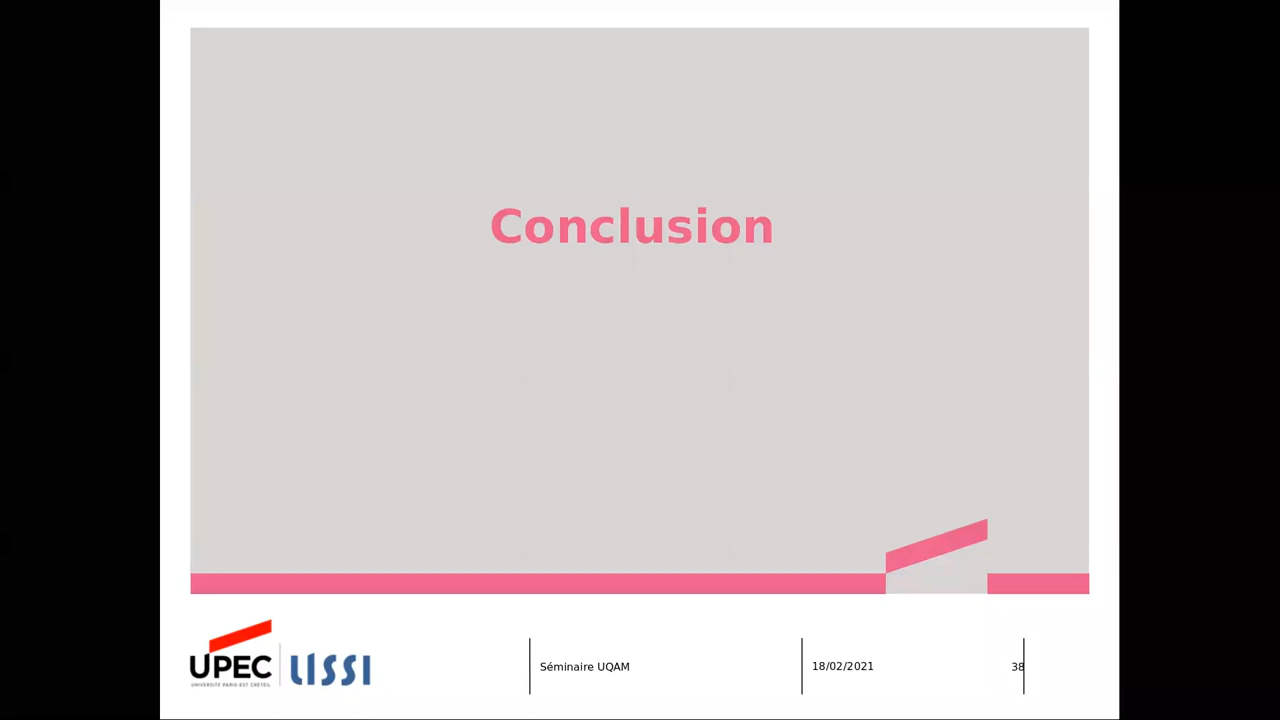 Conclusion
UPEC
UNIVERSITÉ PARIS-EST CRÉTEIL
LISSI
Séminaire UQAM
18/02/2021
38